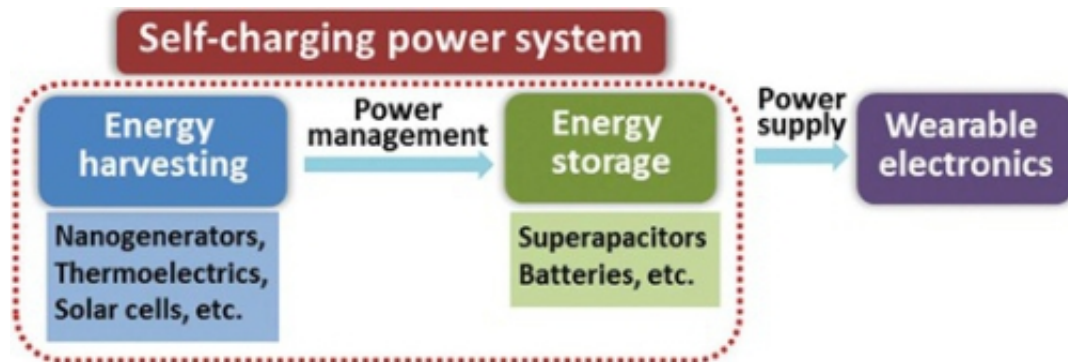 Self-charging power system
Energy
harvesting
Power
management
Energy
storage
Power
supply
Wearable
electronics
Nanogenerators,
Thermoelectrics,
Solar cells, etc.
Superapacitors
Batteries, etc.